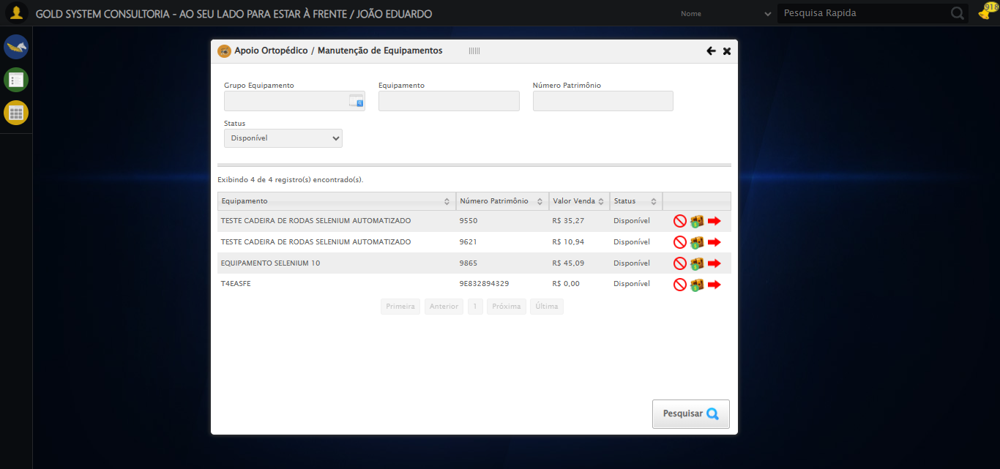 GOLD SYSTEM CONSULTORIA - AO SEU LADO PARA ESTAR À FRENTE / JOÃO EDUARDO
Nome
Pesquisa Rapida
918
Apoio Ortopédico / Manutenção de Equipamentos
Grupo Equipamento
Equipamento
Número Patrimônio
Status
Disponível
Exibindo 4 de 4 registro(s) encontrado(s).
Equipamento Número Patrimônio Valor Venda Status
TESTE CADEIRA DE RODAS SELENIUM AUTOMATIZADO 9550 R$ 35,27 Disponível
TESTE CADEIRA DE RODAS SELENIUM AUTOMATIZADO 9621 R$ 10,94 Disponível
EQUIPAMENTO SELENIUM 10 9865 R$ 45,09 Disponível
T4EASFE 9E832894329 R$ 0,00 Disponível
Primeira Anterior 1 Próxima Última
Pesquisar